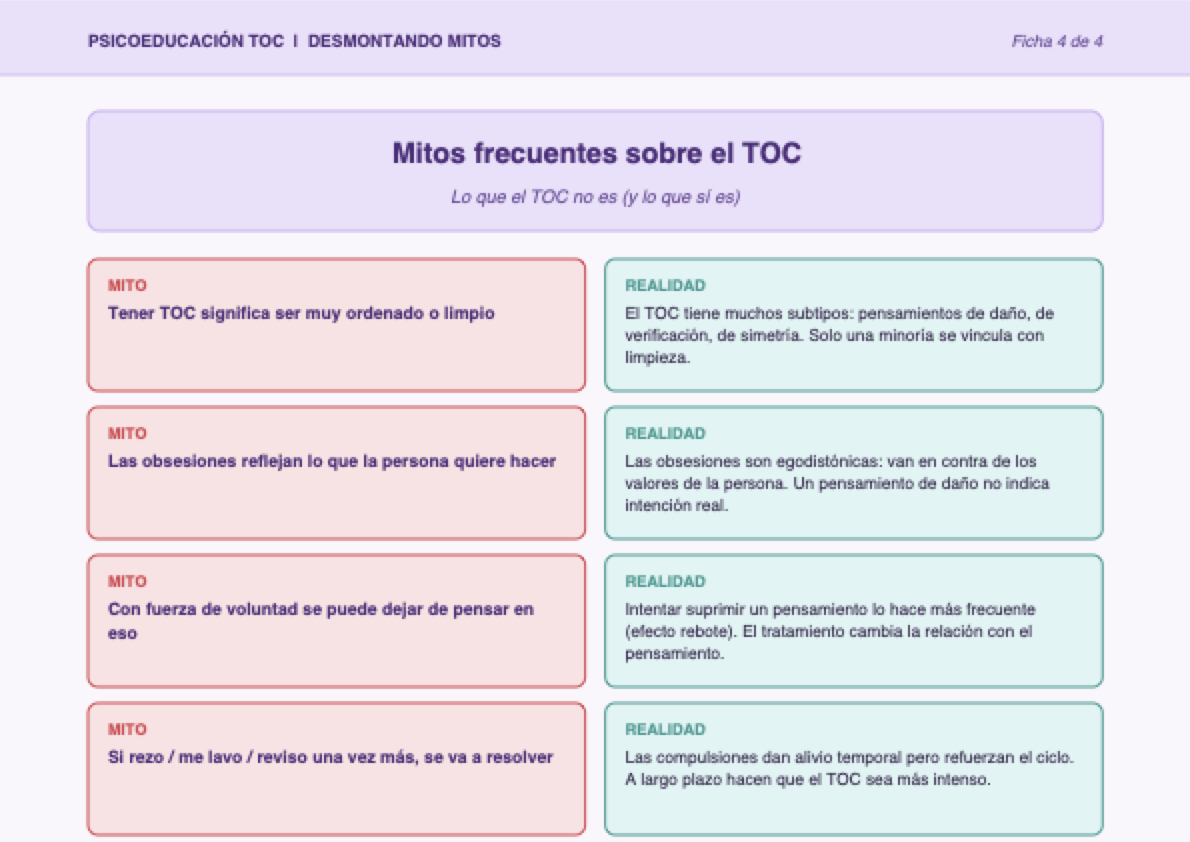 PSICOEDUCACIÓN TOC | DESMONTANDO MITOS
Ficha 4 de 4
Mitos frecuentes sobre el TOC
Lo que el TOC no es (y lo que sí es)
MITO
Tener TOC significa ser muy ordenado o limpio
REALIDAD
El TOC tiene muchos subtipos: pensamientos de daño, de
verificación, de simetría. Solo una minoría se vincula con
limpieza.
MITO
Las obsesiones reflejan lo que la persona quiere hacer
REALIDAD
Las obsesiones son egodistónicas: van en contra de los
valores de la persona. Un pensamiento de daño no indica
intención real.
MITO
Con fuerza de voluntad se puede dejar de pensar en
eso
REALIDAD
Intentar suprimir un pensamiento lo hace más frecuente
(efecto rebote). El tratamiento cambia la relación con el
pensamiento.
MITO
Si rezo / me lavo / reviso una vez más, se va a resolver
REALIDAD
Las compulsiones dan alivio temporal pero refuerzan el ciclo.
A largo plazo hacen que el TOC sea más intenso.